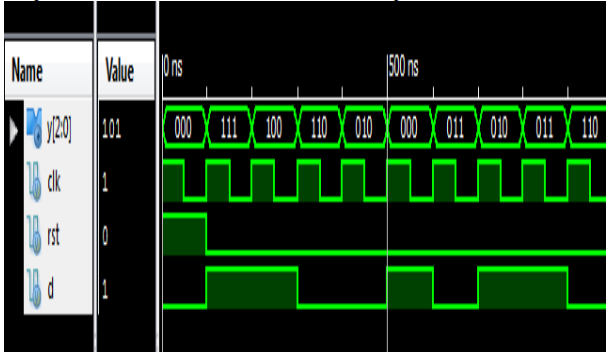 Name Value 0 ns 500 ns
y[2:0] 101 000 111 100 110 010 000 011 010 011 110
clk 1
rst 0
d 1